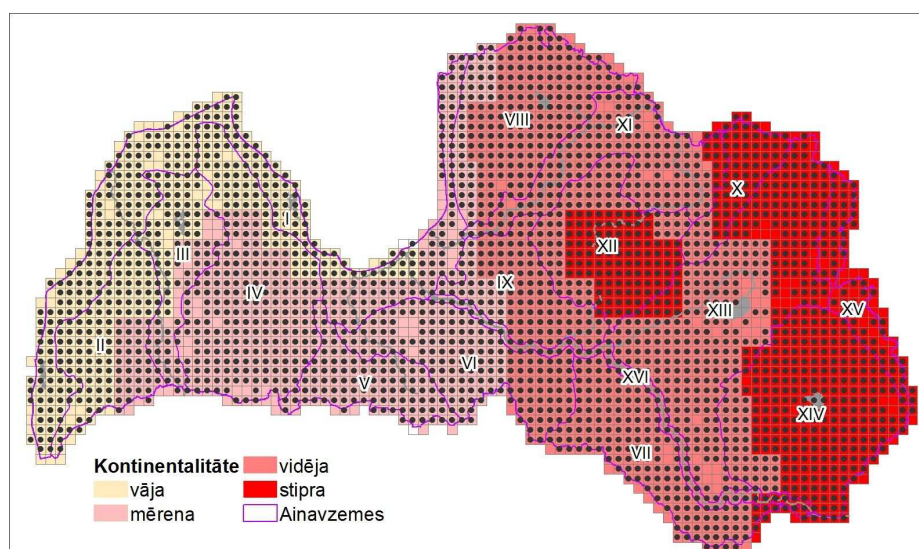 VIII
XI
X
I
XII
III
IX
IV
XIII
XV
II
VI
XVI
V
XIV
VII
Kontinentalitāte
vāja
mērena
vidēja
stipra
Ainavzemes